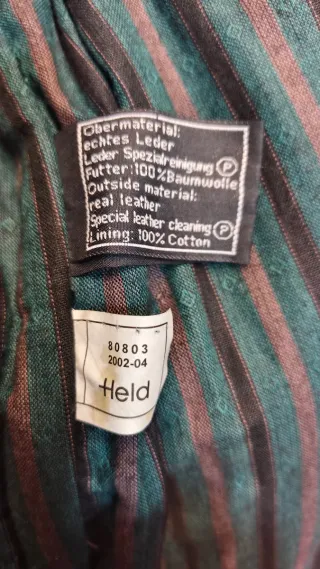 Obermaterial:
echtes Leder
Leder Spezialreinigung P
Futter: 100% Baumwolle
Outside material:
real leather
Special leather cleaning P
Lining: 100% Cotton
80803
2002-04
Held